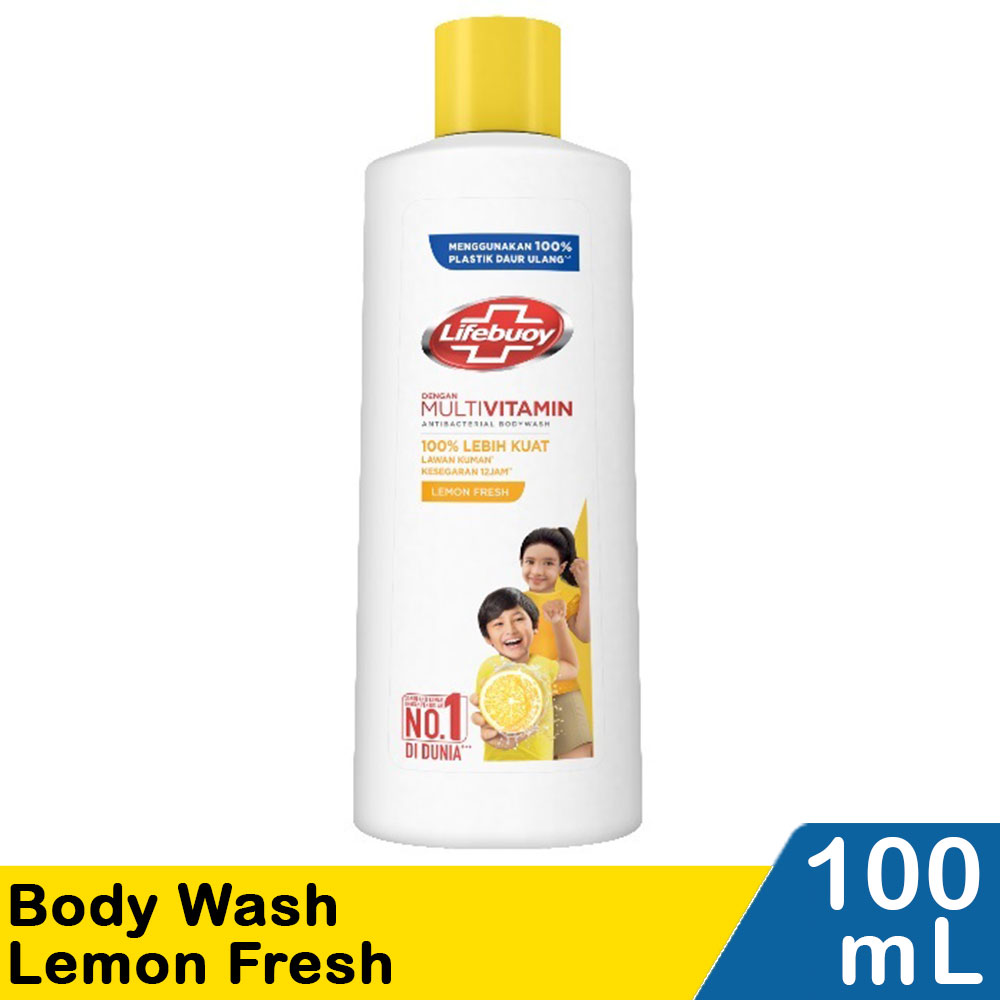 MENGGUNAKAN 100%
PLASTIK DAUR ULANG
Lifebuoy
DENGAN
MULTIVITAMIN
ANTIBACTERIAL BODYWASH
100% LEBIH KUAT
LAWAN KUMAN*
KESEGARAN 12JAM
LEMON FRESH
NO.1
DI DUNIA***
Body Wash
Lemon Fresh
100
mL